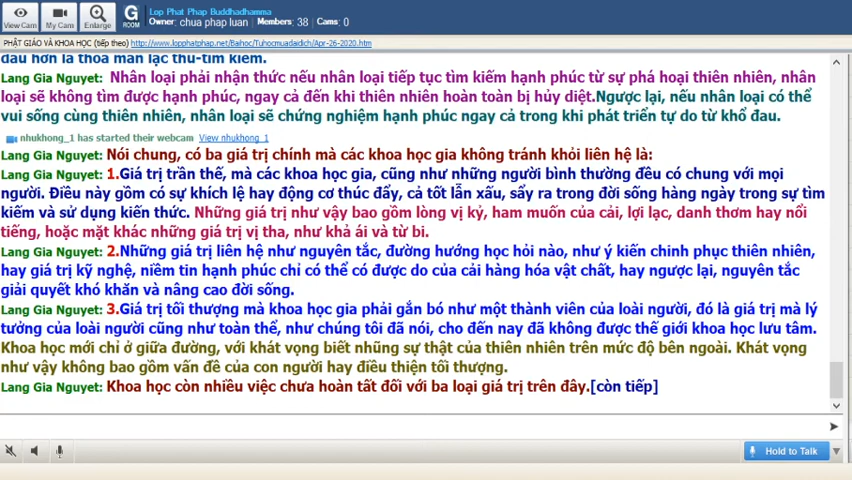 View Cam
My Cam
Enlarge
G
ROOM
Lop Phat Phap Buddhadhamma
Owner: chua phap luan Members: 38 Cams: 0
PHẬT GIÁO VÀ KHOA HỌC (tiếp theo) http://www.lopphatphap.net/Baihoc/Tuhocmuadaidich/Apr-26-2020.htm
đau hơn là thỏa mãn lạc thú-tìm kiếm.
Lang Gia Nguyet: Nhân loại phải nhận thức nếu nhân loại tiếp tục tìm kiếm hạnh phúc từ sự phá hoại thiên nhiên, nhân
loại sẽ không tìm được hạnh phúc, ngay cả đến khi thiên nhiên hoàn toàn bị hủy diệt.Ngược lại, nếu nhân loại có thể
vui sống cùng thiên nhiên, nhân loại sẽ chứng nghiệm hạnh phúc ngay cả trong khi phát triển tự do từ khổ đau.
nhukhong_1 has started their webcam View nhukhong_1
Lang Gia Nguyet: Nói chung, có ba giá trị chính mà các khoa học gia không tránh khỏi liên hệ là:
Lang Gia Nguyet: 1.Giá trị trần thế, mà các khoa học gia, cũng như những người bình thường đều có chung với mọi
người. Điều này gồm có sự khích lệ hay động cơ thúc đẩy, cả tốt lẫn xấu, sẩy ra trong đời sống hàng ngày trong sự tìm
kiếm và sử dụng kiến thức. Những giá trị như vậy bao gồm lòng vị kỷ, ham muốn của cải, lợi lạc, danh thơm hay nổi
tiếng, hoặc mặt khác những giá trị vị tha, như khả ái và từ bi.
Lang Gia Nguyet: 2.Những giá trị liên hệ như nguyên tắc, đường hướng học hỏi nào, như ý kiến chinh phục thiên nhiên,
hay giá trị kỹ nghệ, niềm tin hạnh phúc chỉ có thể có được do của cải hàng hóa vật chất, hay ngược lại, nguyên tắc
giải quyết khó khăn và nâng cao đời sống.
Lang Gia Nguyet: 3.Giá trị tối thượng mà khoa học gia phải gắn bó như một thành viên của loài người, đó là giá trị mà lý
tưởng của loài người cũng như toàn thể, như chúng tôi đã nói, cho đến nay đã không được thế giới khoa học lưu tâm.
Khoa học mới chỉ ở giữa đường, với khát vọng biết những sự thật của thiên nhiên trên mức độ bên ngoài. Khát vọng
như vậy không bao gồm vấn đề của con người hay điều thiện tối thượng.
Lang Gia Nguyet: Khoa học còn nhiều việc chưa hoàn tất đối với ba loại giá trị trên đây.[còn tiếp]
Hold to Talk